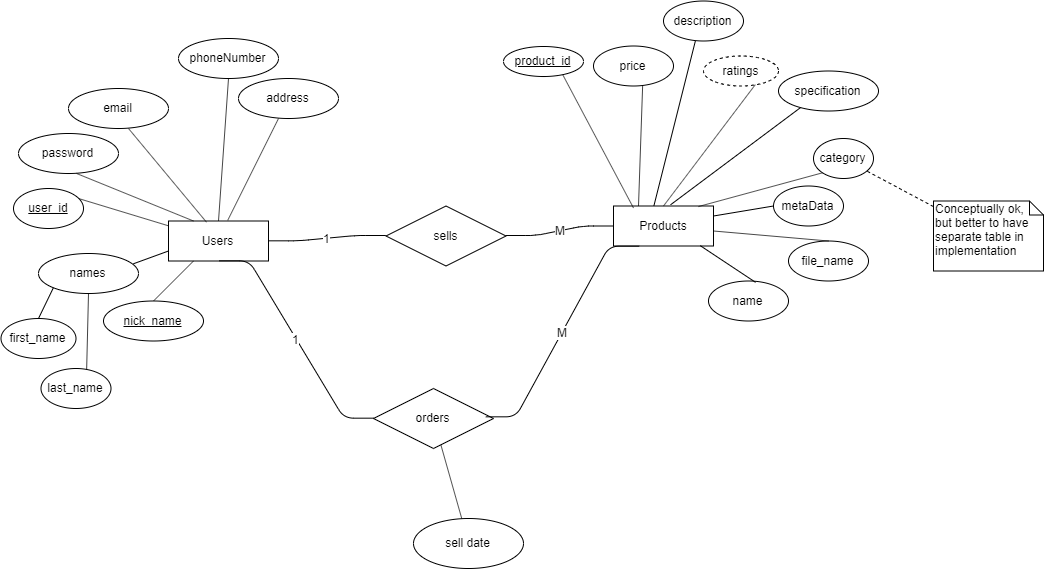 description
phoneNumber
product_id
price
ratings
address
specification
email
password
category
user_id
metaData
Conceptually ok,
but better to have
separate table in
implementation
Users
1
sells
M
Products
file_name
names
name
nick_name
first_name
1
M
last_name
orders
sell date